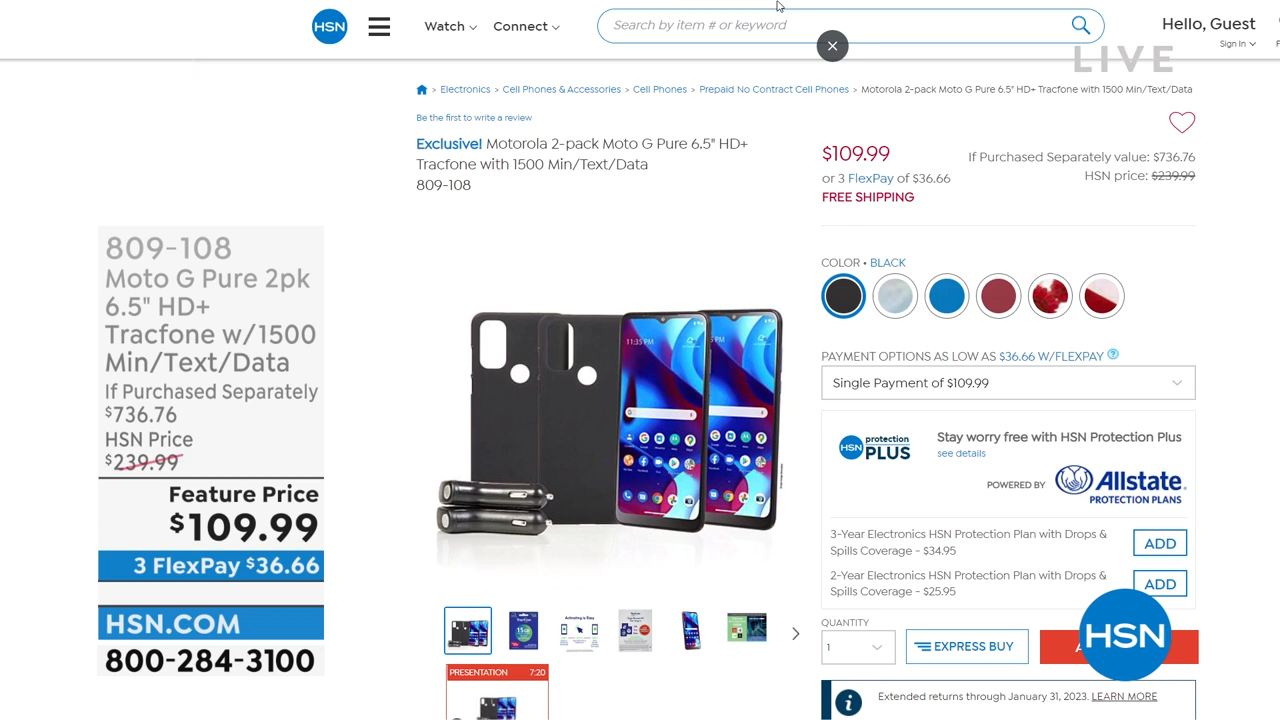 HSN
Watch
Connect
Search by item # or keyword
Hello, Guest
Sign In
LIVE
Electronics > Cell Phones & Accessories > Cell Phones > Prepaid No Contract Cell Phones > Motorola 2-pack Moto G Pure 6.5" HD+ Tracfone with 1500 Min/Text/Data
Be the first to write a review
Exclusive! Motorola 2-pack Moto G Pure 6.5" HD+
Tracfone with 1500 Min/Text/Data
809-108
$109.99
If Purchased Separately value: $736.76
HSN price: $239.99
or 3 FlexPay of $36.66
FREE SHIPPING
COLOR • BLACK
PAYMENT OPTIONS AS LOW AS $36.66 W/FLEXPAY ?
Single Payment of $109.99
HSN protection PLUS
Stay worry free with HSN Protection Plus
see details
POWERED BY
Allstate
PROTECTION PLANS
3-Year Electronics HSN Protection Plan with Drops &
Spills Coverage - $34.95
ADD
2-Year Electronics HSN Protection Plan with Drops &
Spills Coverage - $25.95
ADD
QUANTITY
1
EXPRESS BUY
HSN
i
Extended returns through January 31, 2023. LEARN MORE
809-108
Moto G Pure 2pk
6.5" HD+
Tracfone w/1500
Min/Text/Data
If Purchased Separately
$736.76
HSN Price
$239.99
Feature Price
$109.99
3 FlexPay $36.66
HSN.COM
800-284-3100
11:35 PM
PRESENTATION 7:20